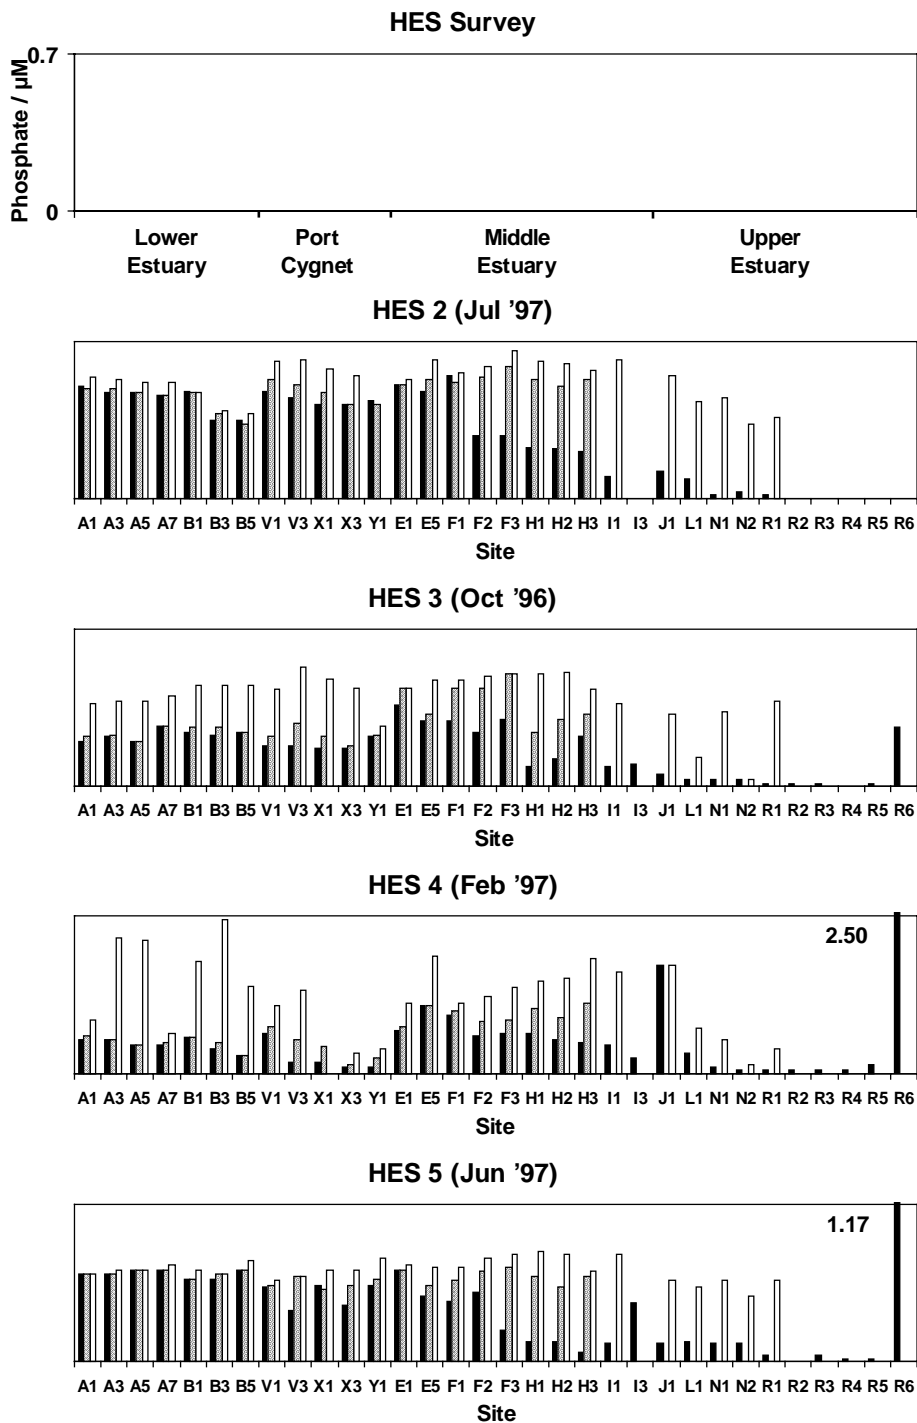 HES Survey
0.7
Phosphate / µM
0
Lower Port Middle Upper
Estuary Cygnet Estuary Estuary
HES 2 (Jul '97)
A1 A3 A5 A7 B1 B3 B5 V1 V3 X1 X3 Y1 E1 E5 F1 F2 F3 H1 H2 H3 I1 I3 J1 L1 N1 N2 R1 R2 R3 R4 R5 R6
Site
HES 3 (Oct '96)
A1 A3 A5 A7 B1 B3 B5 V1 V3 X1 X3 Y1 E1 E5 F1 F2 F3 H1 H2 H3 I1 I3 J1 L1 N1 N2 R1 R2 R3 R4 R5 R6
Site
HES 4 (Feb '97)
2.50
A1 A3 A5 A7 B1 B3 B5 V1 V3 X1 X3 Y1 E1 E5 F1 F2 F3 H1 H2 H3 I1 I3 J1 L1 N1 N2 R1 R2 R3 R4 R5 R6
Site
HES 5 (Jun '97)
1.17
A1 A3 A5 A7 B1 B3 B5 V1 V3 X1 X3 Y1 E1 E5 F1 F2 F3 H1 H2 H3 I1 I3 J1 L1 N1 N2 R1 R2 R3 R4 R5 R6
Site